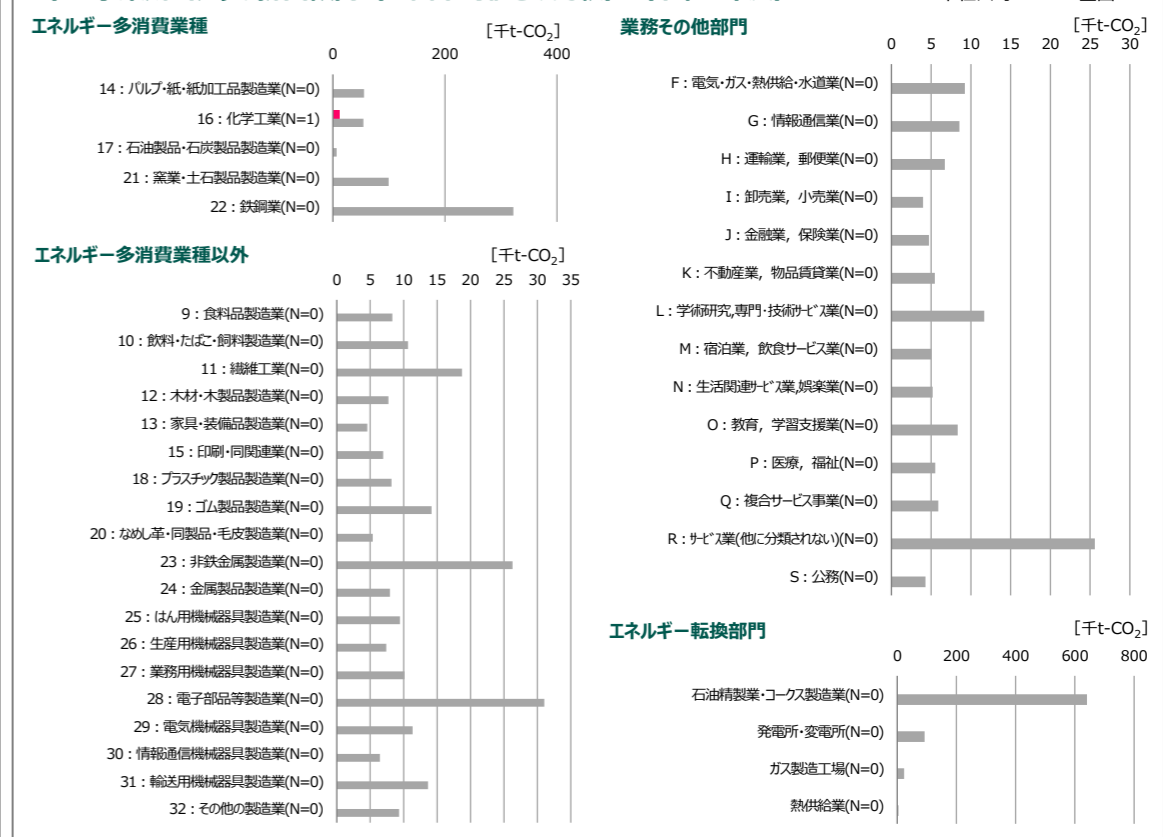 エネルギー多消費業種
[千t-CO2]
0 200 400
14：パルプ・紙・紙加工品製造業(N=0)
16：化学工業(N=1)
17：石油製品・石炭製品製造業(N=0)
21：窯業・土石製品製造業(N=0)
22：鉄鋼業(N=0)
エネルギー多消費業種以外
[千t-CO2]
0 5 10 15 20 25 30 35
9：食料品製造業(N=0)
10：飲料・たばこ・飼料製造業(N=0)
11：繊維工業(N=0)
12：木材・木製品製造業(N=0)
13：家具・装備品製造業(N=0)
15：印刷・同関連業(N=0)
18：プラスチック製品製造業(N=0)
19：ゴム製品製造業(N=0)
20：なめし革・同製品・毛皮製造業(N=0)
23：非鉄金属製造業(N=0)
24：金属製品製造業(N=0)
25：はん用機械器具製造業(N=0)
26：生産用機械器具製造業(N=0)
27：業務用機械器具製造業(N=0)
28：電子部品等製造業(N=0)
29：電気機械器具製造業(N=0)
30：情報通信機械器具製造業(N=0)
31：輸送用機械器具製造業(N=0)
32：その他の製造業(N=0)
業務その他部門
[千t-CO2]
0 5 10 15 20 25 30
F：電気・ガス・熱供給・水道業(N=0)
G：情報通信業(N=0)
H：運輸業，郵便業(N=0)
I：卸売業，小売業(N=0)
J：金融業，保険業(N=0)
K：不動産業，物品賃貸業(N=0)
L：学術研究,専門・技術ｻｰﾋﾞｽ業(N=0)
M：宿泊業，飲食サービス業(N=0)
N：生活関連ｻｰﾋﾞｽ業,娯楽業(N=0)
O：教育，学習支援業(N=0)
P：医療，福祉(N=0)
Q：複合サービス事業(N=0)
R：ｻｰﾋﾞｽ業(他に分類されない)(N=0)
S：公務(N=0)
エネルギー転換部門
[千t-CO2]
0 200 400 600 800
石油精製業・コークス製造業(N=0)
発電所・変電所(N=0)
ガス製造工場(N=0)
熱供給業(N=0)